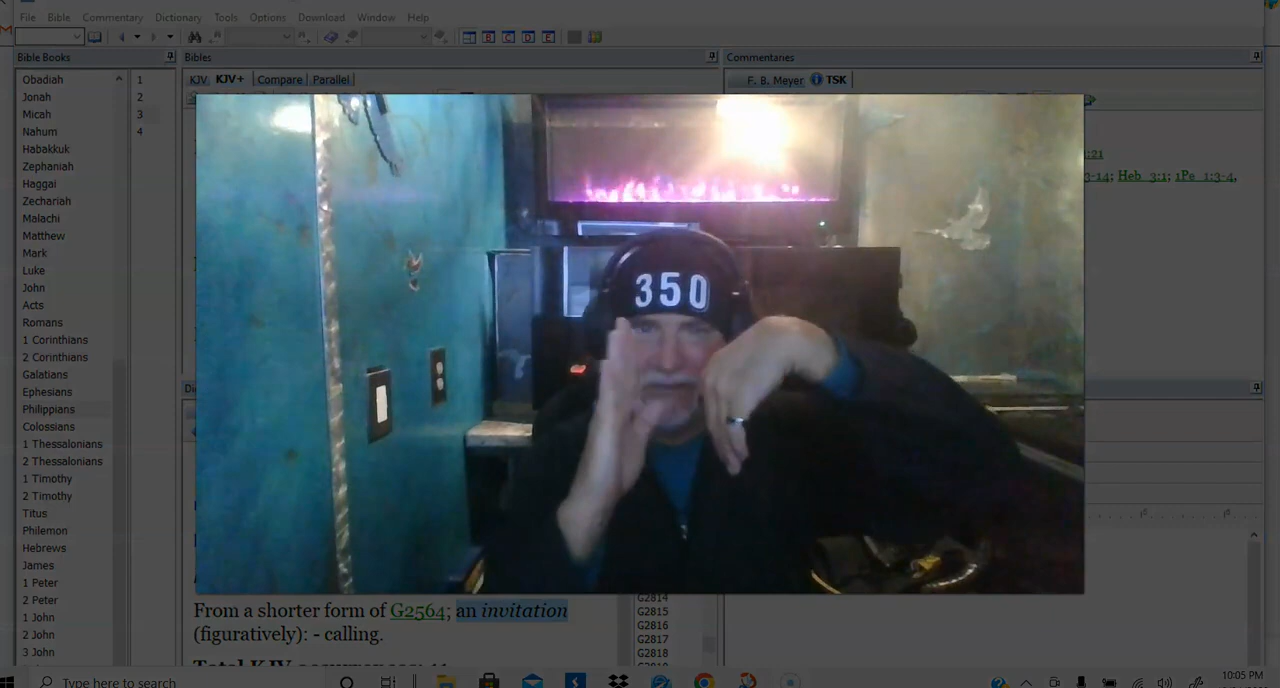 File Bible Commentary Dictionary Tools Options Download Window Help
B C D E
Bible Books
Bibles
Commentaries
KJV KJV+ Compare Parallel
F. B. Meyer TSK
Obadiah
Jonah
Micah
Nahum
Habakkuk
Zephaniah
Haggai
Zechariah
Malachi
Matthew
Mark
Luke
John
Acts
Romans
1 Corinthians
2 Corinthians
Galatians
Ephesians
Philippians
Colossians
1 Thessalonians
2 Thessalonians
1 Timothy
2 Timothy
Titus
Philemon
Hebrews
James
1 Peter
2 Peter
1 John
2 John
3 John
1
2
3
4
:21
3-14; Heb_3:1; 1Pe_1:3-4,
350
From a shorter form of G2564; an invitation
(figuratively): - calling.
G2814
G2815
G2816
G2817
G2818
Type here to search
10:05 PM